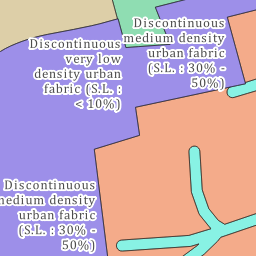 Discontinuous
medium density
urban fabric
(S.L. : 30% -
50%)
Discontinuous
very low
density urban
fabric (S.L. :
< 10%)
Discontinuous
medium density
urban fabric
(S.L. : 30% -
50%)